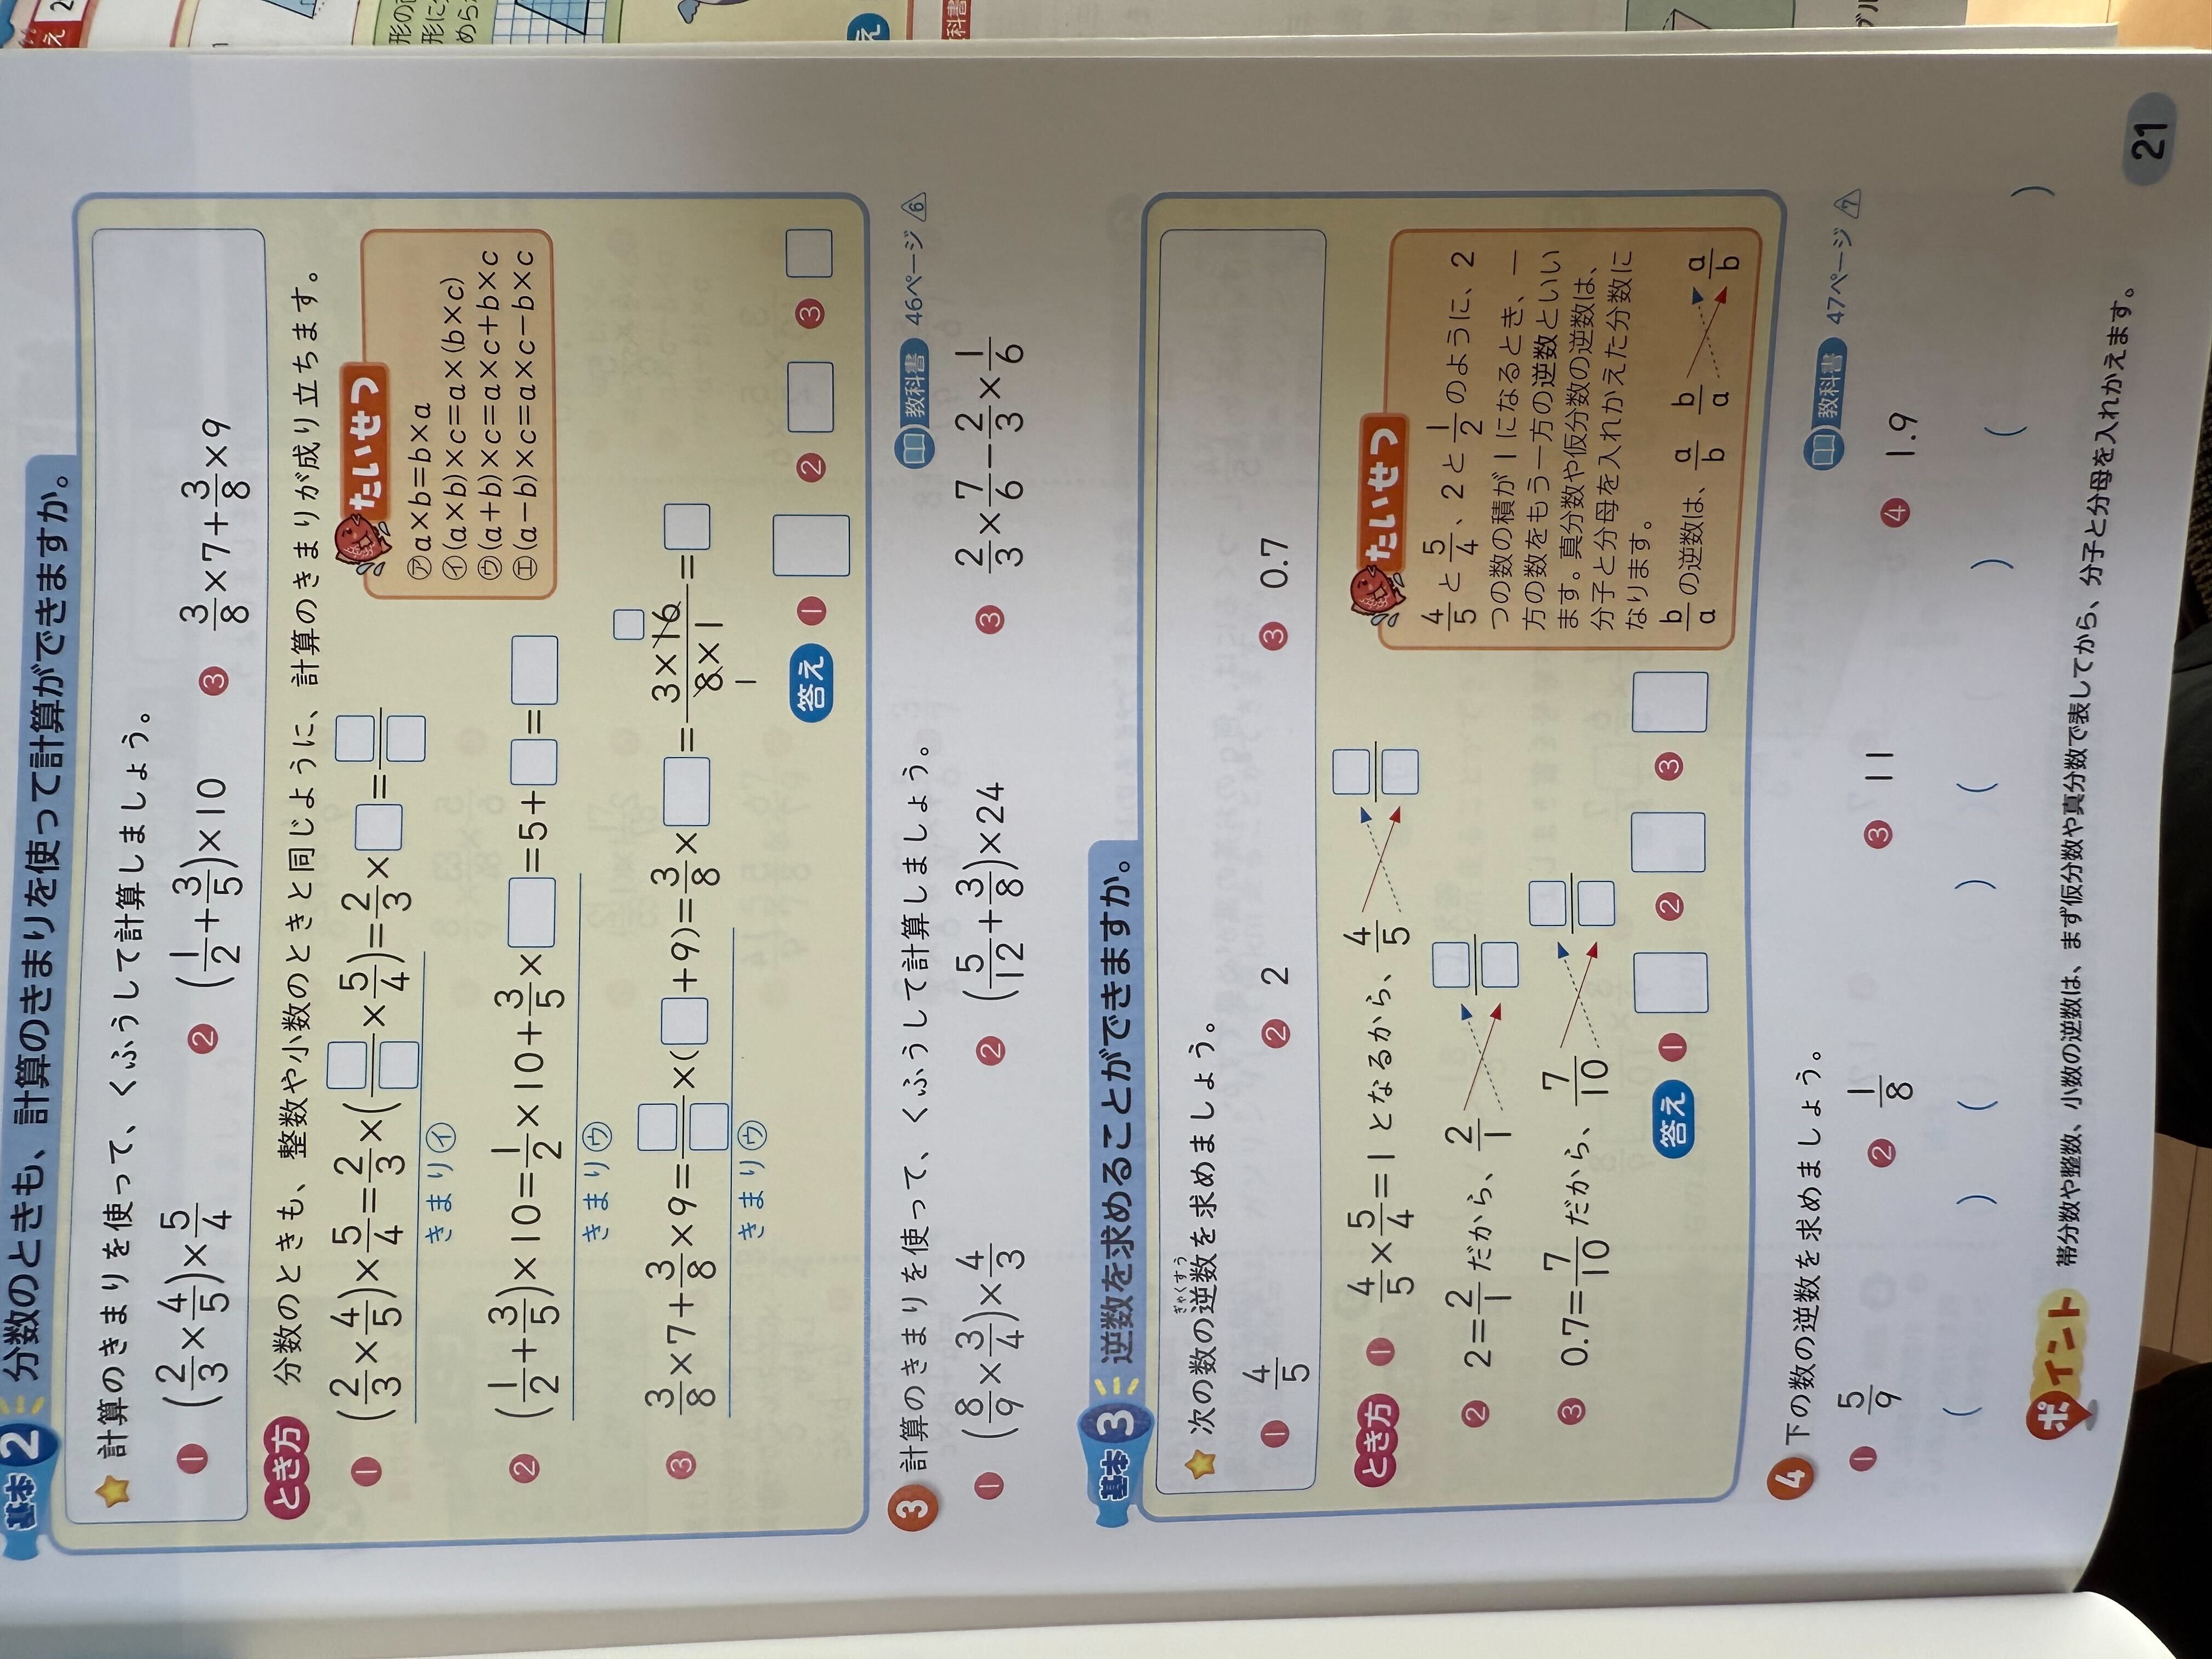 基本2 分数のときも、計算のきまりを使って計算ができますか。
計算のきまりを使って、くふうして計算しましょう。
❶ (2/3×4/5)×5/4 ❷ (1/2+3/5)×10 ❸ 3/8×7+3/8×9
とき方 分数のときも、整数や小数のときと同じように、計算のきまりが成り立ちます。
❶ (2/3×4/5)×5/4=2/3×(□/□×5/4)=2/3×□=□/□
きまり㋑
❷ (1/2+3/5)×10=1/2×10+3/5×□=5+□=□
きまり㋒
❸ 3/8×7+3/8×9=□/□×(□+9)=3/8×□=3×16/8×1=□
□
1
きまり㋒
たいせつ
㋐a×b=b×a
㋑(a×b)×c=a×(b×c)
㋒(a+b)×c=a×c+b×c
㋓(a-b)×c=a×c-b×c
答え ❶ □ ❷ □ ❸ □
3 計算のきまりを使って、くふうして計算しましょう。
教科書 46ページ 6
❶ (8/9×3/4)×4/3 ❷ (5/12+3/8)×24 ❸ 2/3×7/6-2/3×1/6
基本3 逆数を求めることができますか。
次の数の逆数を求めましょう。
ぎゃくすう
❶ 4/5 ❷ 2 ❸ 0.7
とき方 ❶ 4/5×5/4=1となるから、4/5 □/□
❷ 2=2/1だから、2/1 □/□
❸ 0.7=7/10だから、7/10 □/□
答え ❶ □ ❷ □ ❸ □
たいせつ
4/5と5/4、2と1/2のように、2
つの数の積が1になるとき、一
方の数をもう一方の逆数といい
ます。真分数や仮分数の逆数は、
分子と分母を入れかえた分数に
なります。
b/aの逆数は、a/b b/a a/b
4 下の数の逆数を求めましょう。
教科書 47ページ 7
❶ 5/9 ❷ 1/8 ❸ 11 ❹ 1.9
( ) ( ) ( ) ( )
ポイント 帯分数や整数、小数の逆数は、まず仮分数や真分数で表してから、分子と分母を入れかえます。
21